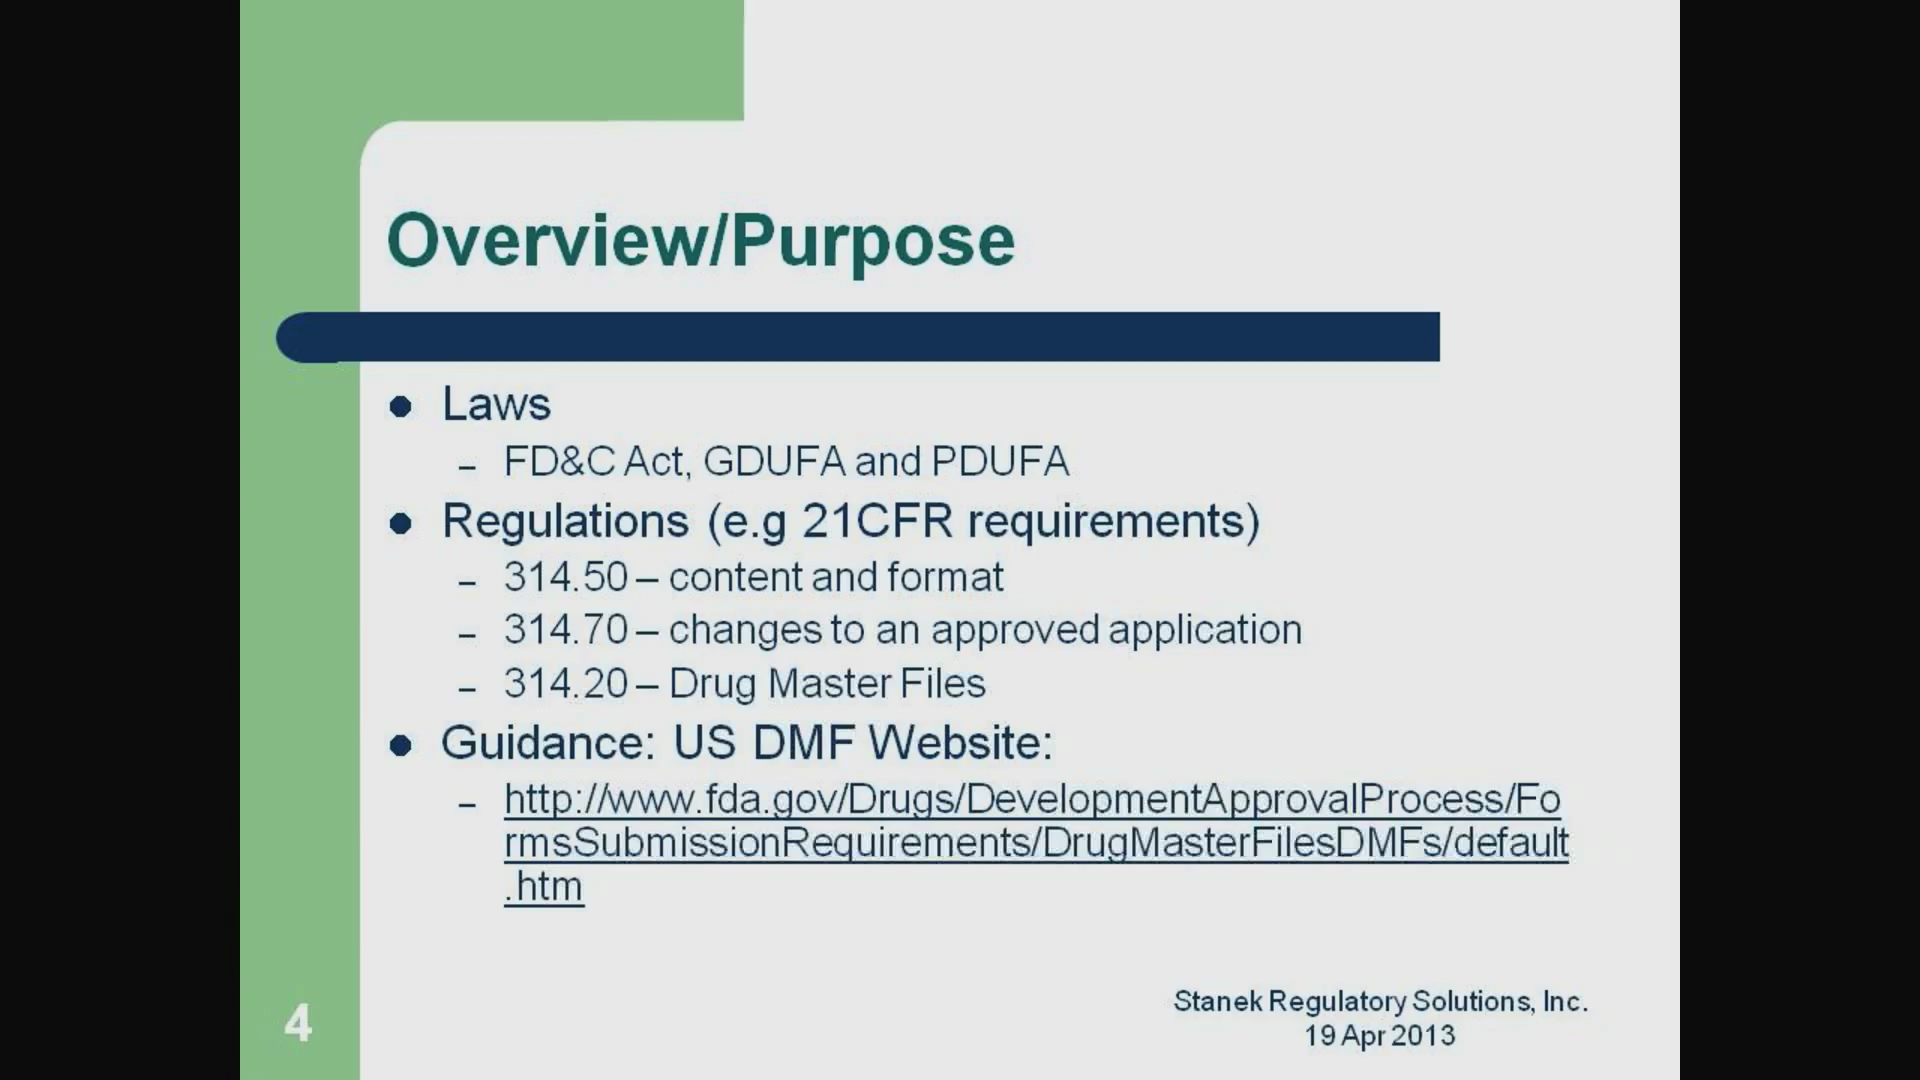 Overview/Purpose
● Laws
– FD&C Act, GDUFA and PDUFA
● Regulations (e.g 21CFR requirements)
– 314.50 – content and format
– 314.70 – changes to an approved application
– 314.20 – Drug Master Files
● Guidance: US DMF Website:
– http://www.fda.gov/Drugs/DevelopmentApprovalProcess/Fo
rmsSubmissionRequirements/DrugMasterFilesDMFs/default
.htm
4
Stanek Regulatory Solutions, Inc.
19 Apr 2013